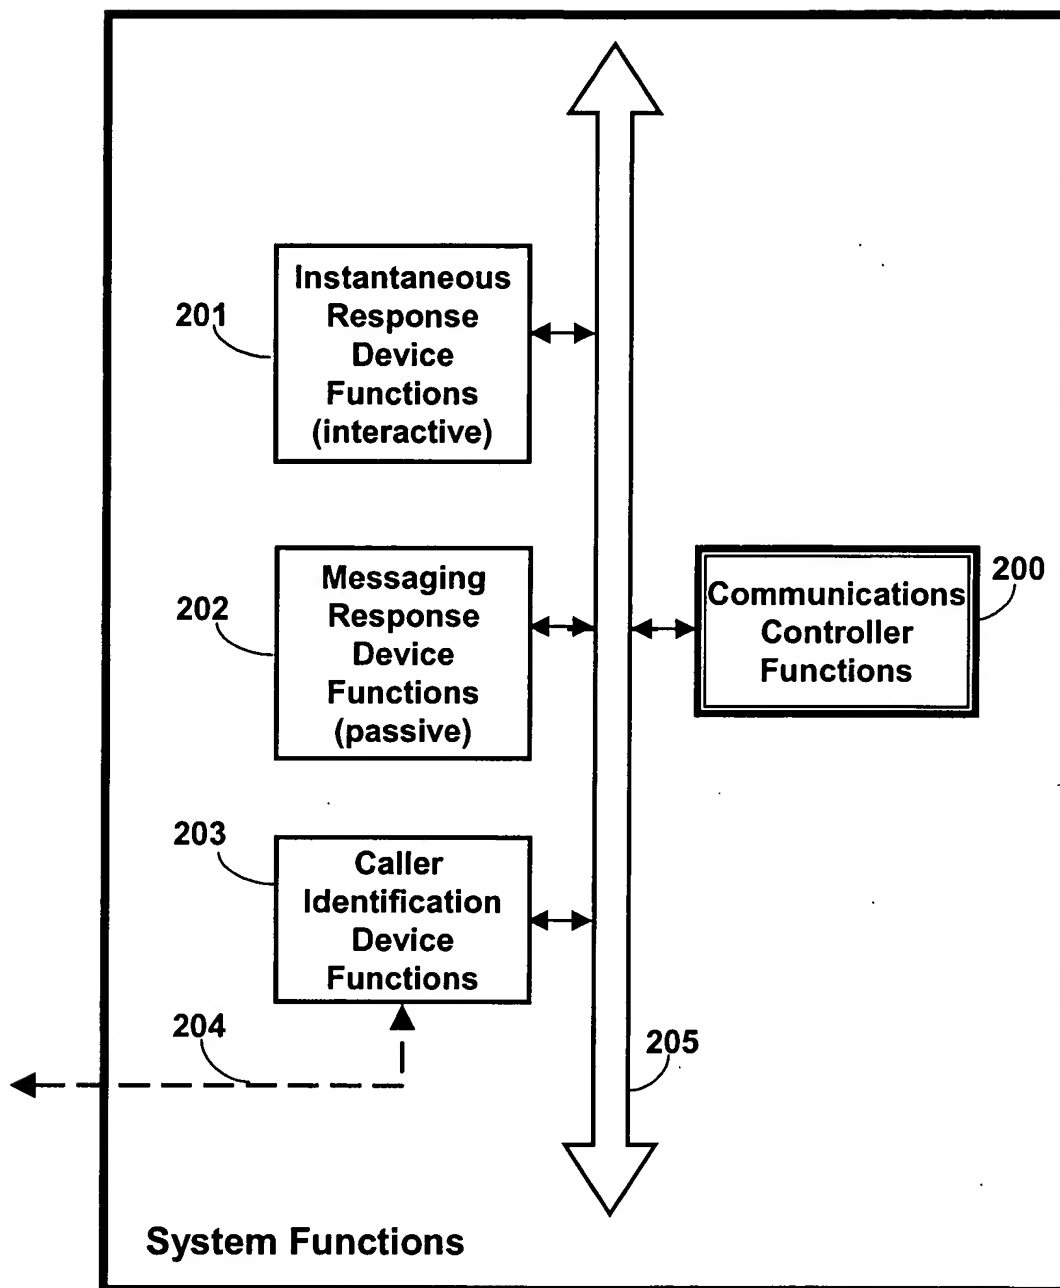 201
Instantaneous
Response
Device
Functions
(interactive)
202
Messaging
Response
Device
Functions
(passive)
200
Communications
Controller
Functions
203
Caller
Identification
Device
Functions
204
205
System Functions